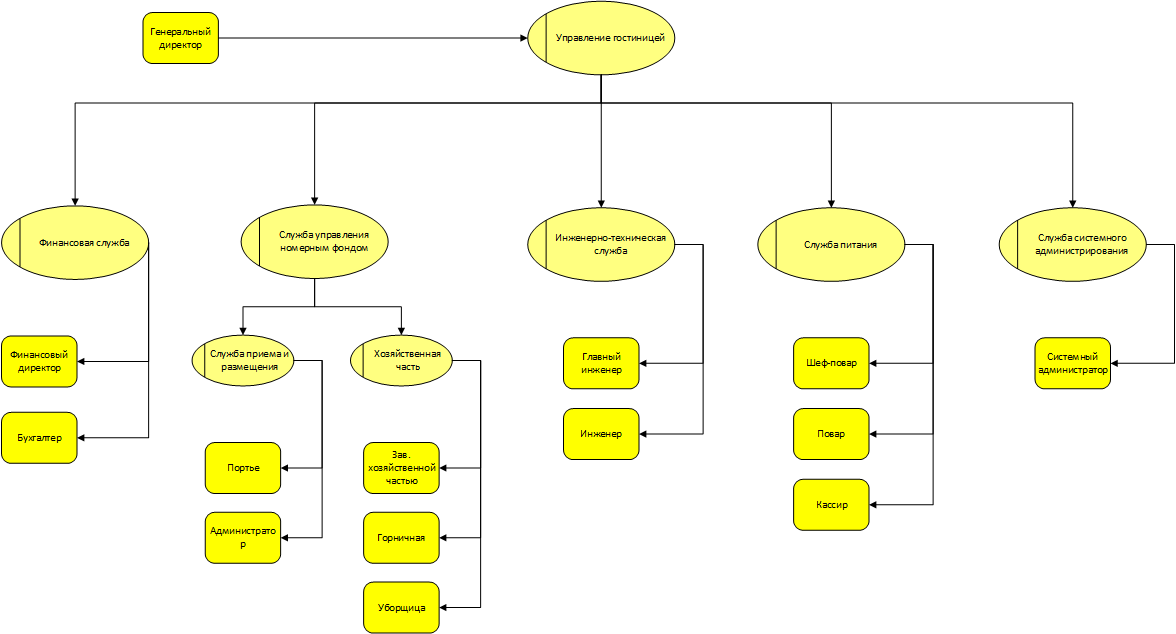 Генеральный
директор
Управление гостиницей
Финансовая служба
Служба управления
номерным фондом
Инженерно-техническая
служба
Служба питания
Служба системного
администрирования
Финансовый
директор
Служба приема и
размещения
Хозяйственная
часть
Главный
инженер
Шеф-повар
Системный
администратор
Бухгалтер
Инженер
Повар
Портье
Зав.
хозяйственной
частью
Кассир
Администрато
р
Горничная
Уборщица